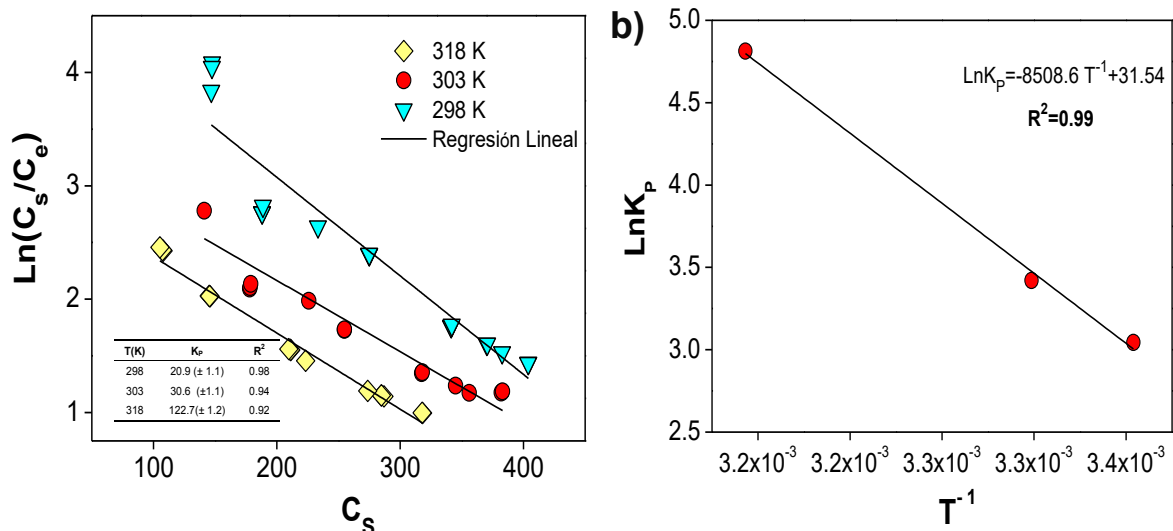 4
3
2
1
Ln(Cₛ/Cₑ)
318 K
303 K
298 K
Regresión Lineal
T(K) Kₚ R²
298 20.9 (± 1.1) 0.98
303 30.6 (±1.1) 0.94
318 122.7(± 1.2) 0.92
100 200 300 400
Cₛ
b)
5.0
4.5
4.0
3.5
3.0
2.5
LnKₚ
LnKₚ=-8508.6 T⁻¹+31.54
R²=0.99
3.2x10⁻³ 3.2x10⁻³ 3.3x10⁻³ 3.3x10⁻³ 3.4x10⁻³
T⁻¹